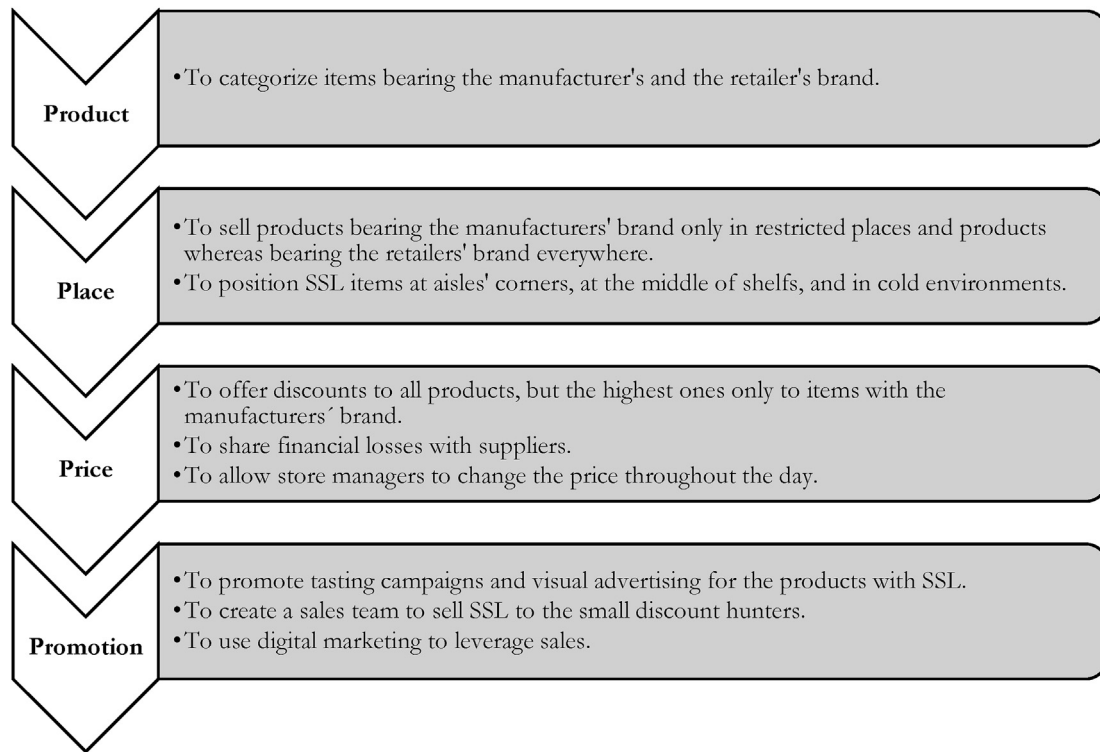 Product
•To categorize items bearing the manufacturer's and the retailer's brand.
Place
•To sell products bearing the manufacturers' brand only in restricted places and products
whereas bearing the retailers' brand everywhere.
•To position SSL items at aisles' corners, at the middle of shelfs, and in cold environments.
Price
•To offer discounts to all products, but the highest ones only to items with the
manufacturers´ brand.
•To share financial losses with suppliers.
•To allow store managers to change the price throughout the day.
Promotion
•To promote tasting campaigns and visual advertising for the products with SSL.
•To create a sales team to sell SSL to the small discount hunters.
•To use digital marketing to leverage sales.